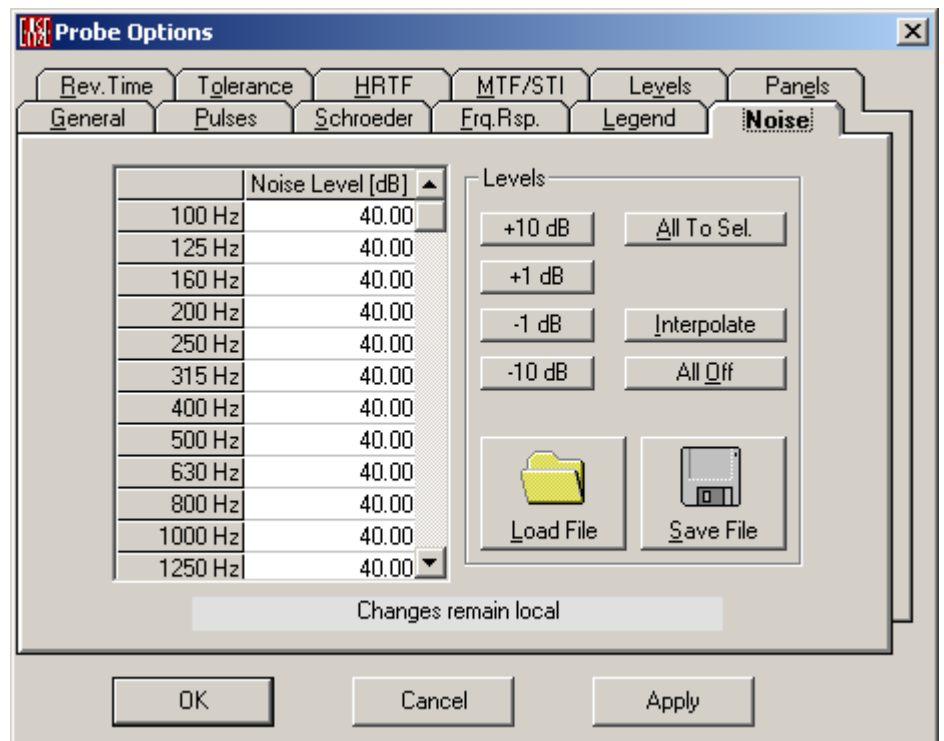 EASE
Probe Options
Rev.Time Tolerance HRTF MTF/STI Levels Panels
General Pulses Schroeder Frq.Rsp. Legend Noise
Noise Level [dB]
100 Hz 40.00
125 Hz 40.00
160 Hz 40.00
200 Hz 40.00
250 Hz 40.00
315 Hz 40.00
400 Hz 40.00
500 Hz 40.00
630 Hz 40.00
800 Hz 40.00
1000 Hz 40.00
1250 Hz 40.00
Levels
+10 dB All To Sel.
+1 dB
-1 dB Interpolate
-10 dB All Off
Load File Save File
Changes remain local
OK Cancel Apply